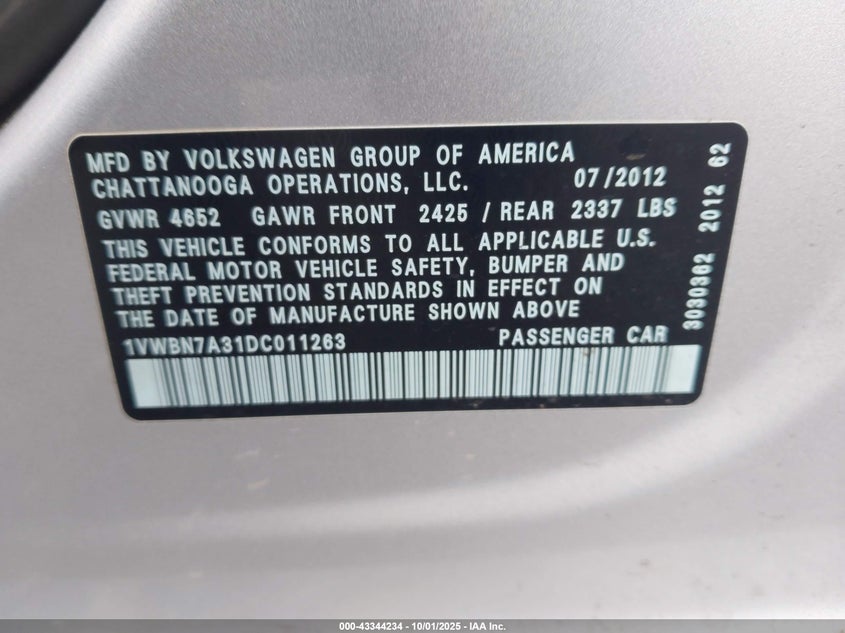 MFD BY VOLKSWAGEN GROUP OF AMERICA
CHATTANOOGA OPERATIONS, LLC. 07/2012
GVWR 4652 GAWR FRONT 2425 / REAR 2337 LBS
THIS VEHICLE CONFORMS TO ALL APPLICABLE U.S.
FEDERAL MOTOR VEHICLE SAFETY, BUMPER AND
THEFT PREVENTION STANDARDS IN EFFECT ON
THE DATE OF MANUFACTURE SHOWN ABOVE
1VWBN7A31DC011263 PASSENGER CAR
3030362 2012 62
000-43344234 - 10/01/2025 - IAA Inc.